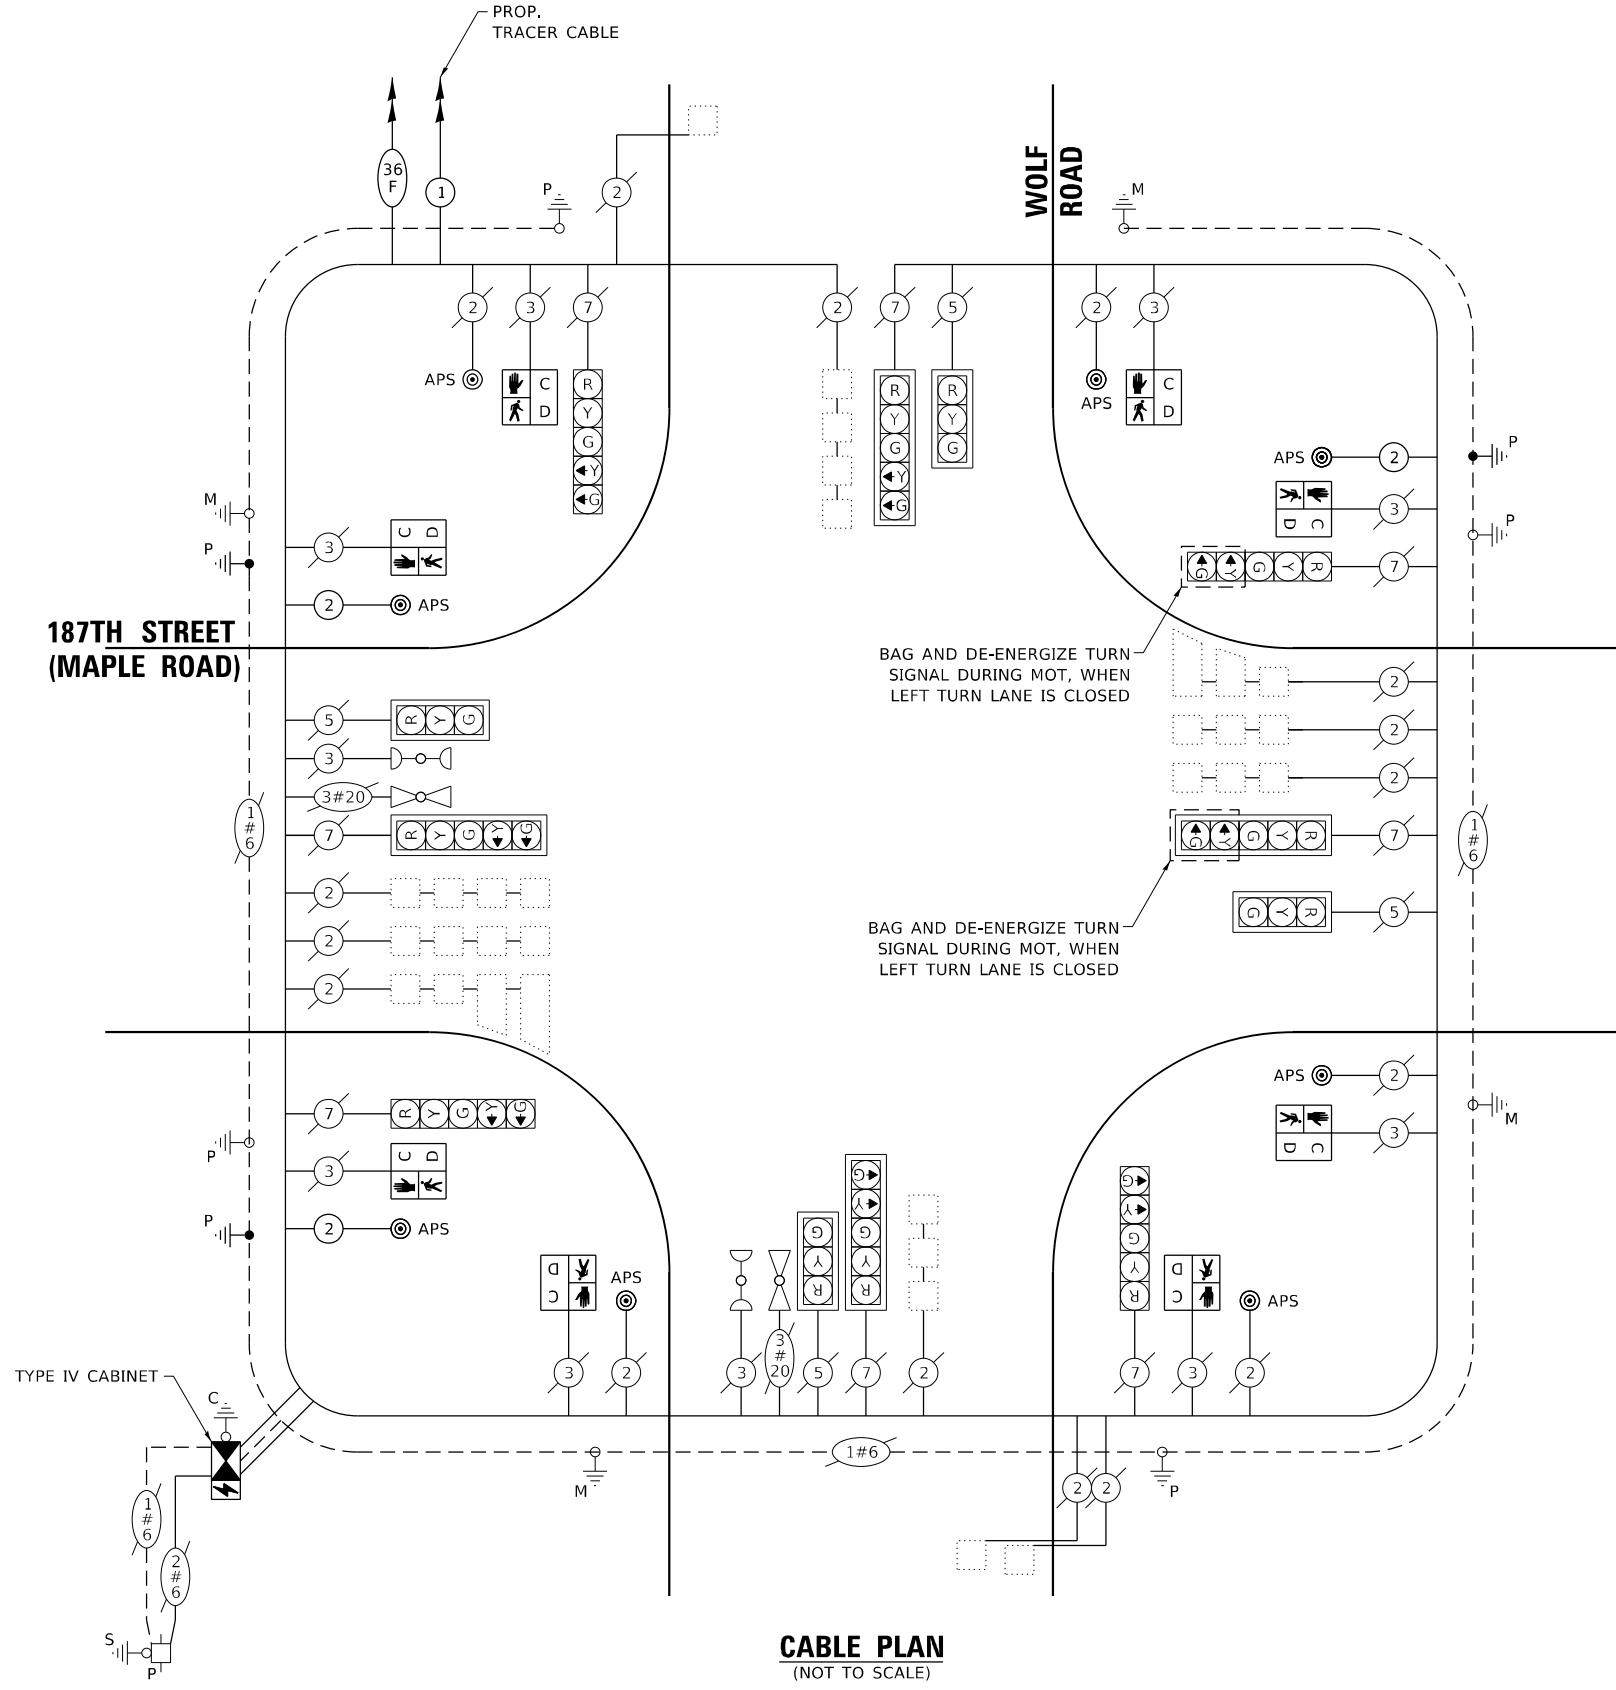 PROP.
TRACER CABLE
36
F
1
P
2
WOLF
ROAD
M
2
3
7
2
7
5
2
3
APS
C
D
R
Y
G
Y
G
R
Y
G
Y
G
R
Y
G
APS
C
D
APS
2
P
C
D
3
P
G
Y
G
Y
R
7
M
P
3
C
D
2
APS
187TH STREET
(MAPLE ROAD)
BAG AND DE-ENERGIZE TURN
SIGNAL DURING MOT, WHEN
LEFT TURN LANE IS CLOSED
2
2
2
5
R
Y
G
3
3#20
7
R
Y
G
Y
G
1
#
6
G
Y
G
Y
R
7
1
#
6
2
2
2
G
Y
R
5
BAG AND DE-ENERGIZE TURN
SIGNAL DURING MOT, WHEN
LEFT TURN LANE IS CLOSED
7
R
Y
G
Y
G
P
3
C
D
P
2
APS
APS
2
D
C
3
M
D
C
APS
3
2
G
Y
R
G
Y
G
Y
R
3
3
#
20
5
7
2
G
Y
G
Y
R
D
C
APS
7
3
2
TYPE IV CABINET
C
M
1#6
2
2
P
1
#
6
2
#
6
S
P
CABLE PLAN
(NOT TO SCALE)